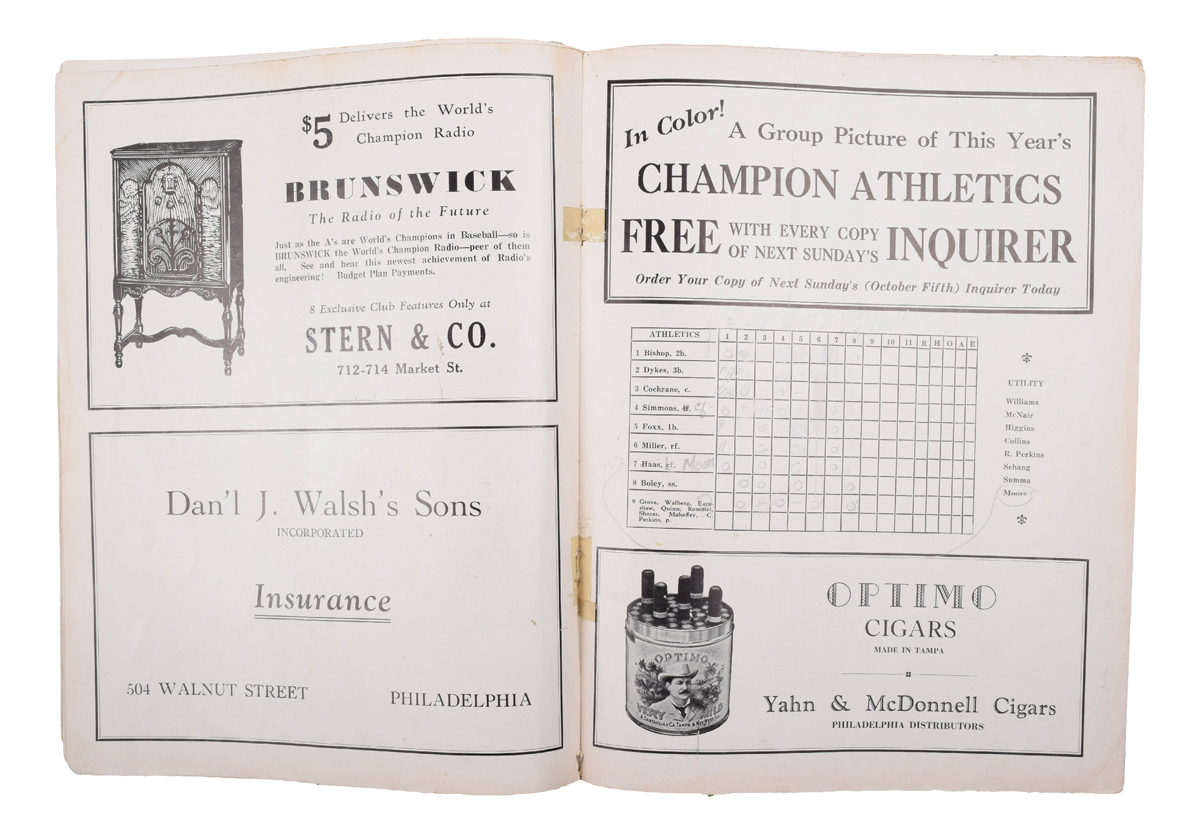 $5 Delivers the World's
Champion Radio
BRUNSWICK
The Radio of the Future
Just as the A's are World's Champions in Baseball—so is
BRUNSWICK the World's Champion Radio—peer of them
all. See and hear this newest achievement of Radio's
engineering! Budget Plan Payments.
8 Exclusive Club Features Only at
STERN & CO.
712-714 Market St.
Dan'l J. Walsh's Sons
INCORPORATED
Insurance
504 WALNUT STREET PHILADELPHIA
In Color! A Group Picture of This Year's
CHAMPION ATHLETICS
FREE WITH EVERY COPY
OF NEXT SUNDAY'S INQUIRER
Order Your Copy of Next Sunday's (October Fifth) Inquirer Today
ATHLETICS 1 2 3 4 5 6 7 8 9 10 11 R H O A E
1 Bishop, 2b.
2 Dykes, 3b.
3 Cochrane, c.
4 Simmons, lf. cf
5 Foxx, 1b.
6 Miller, rf.
7 Haas, cf. Moore
8 Boley, ss.
9 Grove, Walberg, Earn-
shaw, Quinn, Rommel,
Shores, Mahaffey, C.
Perkins, p.
UTILITY
Williams
McNair
Higgins
Collins
R. Perkins
Schang
Summa
Moore
OPTIMO
VERY MILD
OPTIMO
CIGARS
MADE IN TAMPA
Yahn & McDonnell Cigars
PHILADELPHIA DISTRIBUTORS